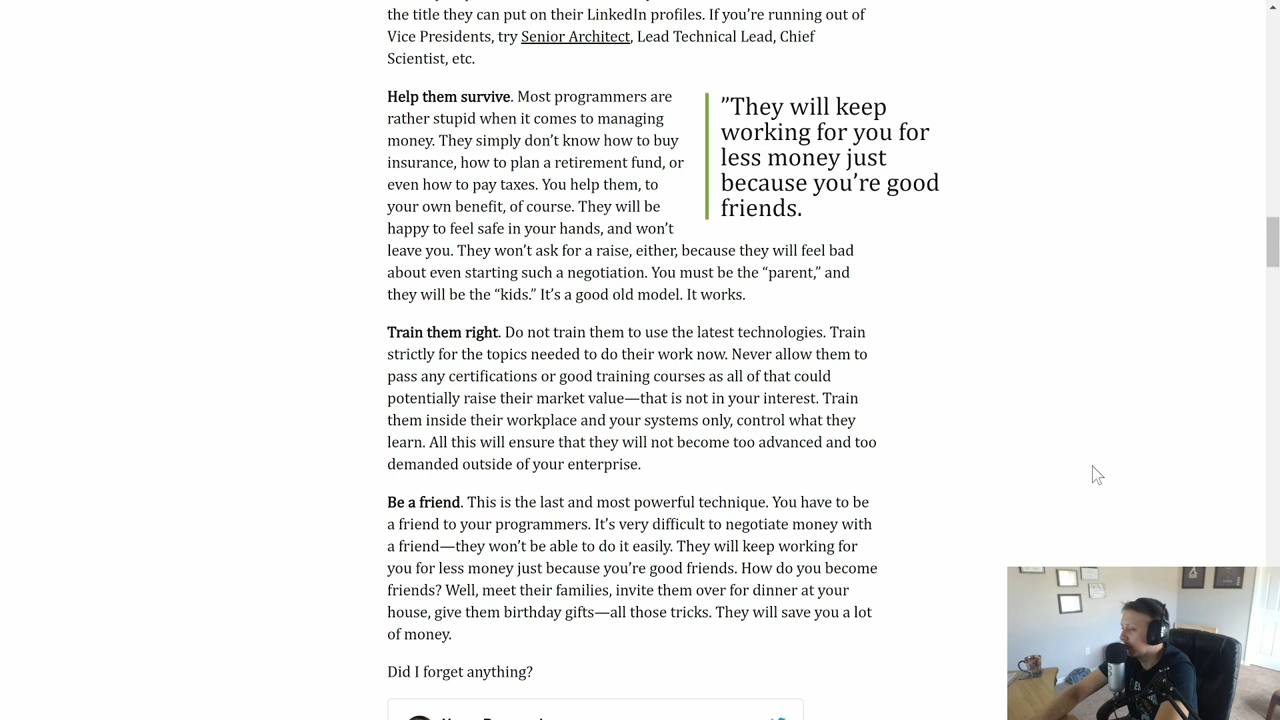 the title they can put on their LinkedIn profiles. If you're running out of
Vice Presidents, try Senior Architect, Lead Technical Lead, Chief
Scientist, etc.
Help them survive. Most programmers are
rather stupid when it comes to managing
money. They simply don't know how to buy
insurance, how to plan a retirement fund, or
even how to pay taxes. You help them, to
your own benefit, of course. They will be
happy to feel safe in your hands, and won't
leave you. They won't ask for a raise, either, because they will feel bad
about even starting such a negotiation. You must be the “parent,” and
they will be the “kids.” It's a good old model. It works.
”They will keep
working for you for
less money just
because you're good
friends.
Train them right. Do not train them to use the latest technologies. Train
strictly for the topics needed to do their work now. Never allow them to
pass any certifications or good training courses as all of that could
potentially raise their market value—that is not in your interest. Train
them inside their workplace and your systems only, control what they
learn. All this will ensure that they will not become too advanced and too
demanded outside of your enterprise.
Be a friend. This is the last and most powerful technique. You have to be
a friend to your programmers. It's very difficult to negotiate money with
a friend—they won't be able to do it easily. They will keep working for
you for less money just because you're good friends. How do you become
friends? Well, meet their families, invite them over for dinner at your
house, give them birthday gifts—all those tricks. They will save you a lot
of money.
Did I forget anything?